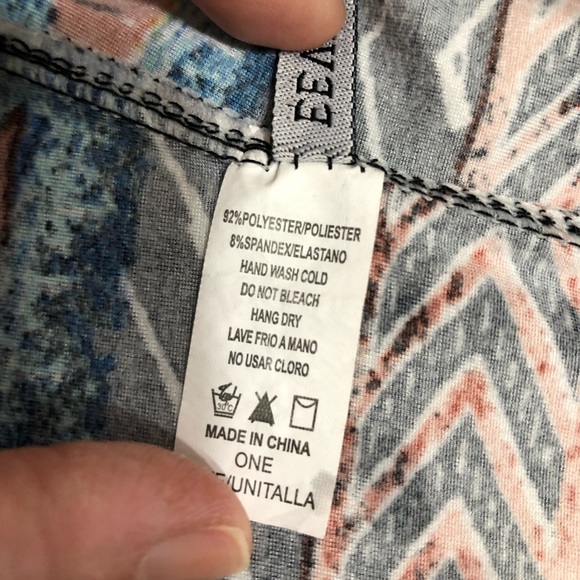 92%POLYESTER/POLIESTER
8%SPANDEX/ELASTANO
HAND WASH COLD
DO NOT BLEACH
HANG DRY
LAVE FRIO A MANO
NO USAR CLORO
30°C
MADE IN CHINA
ONE
/UNITALLA